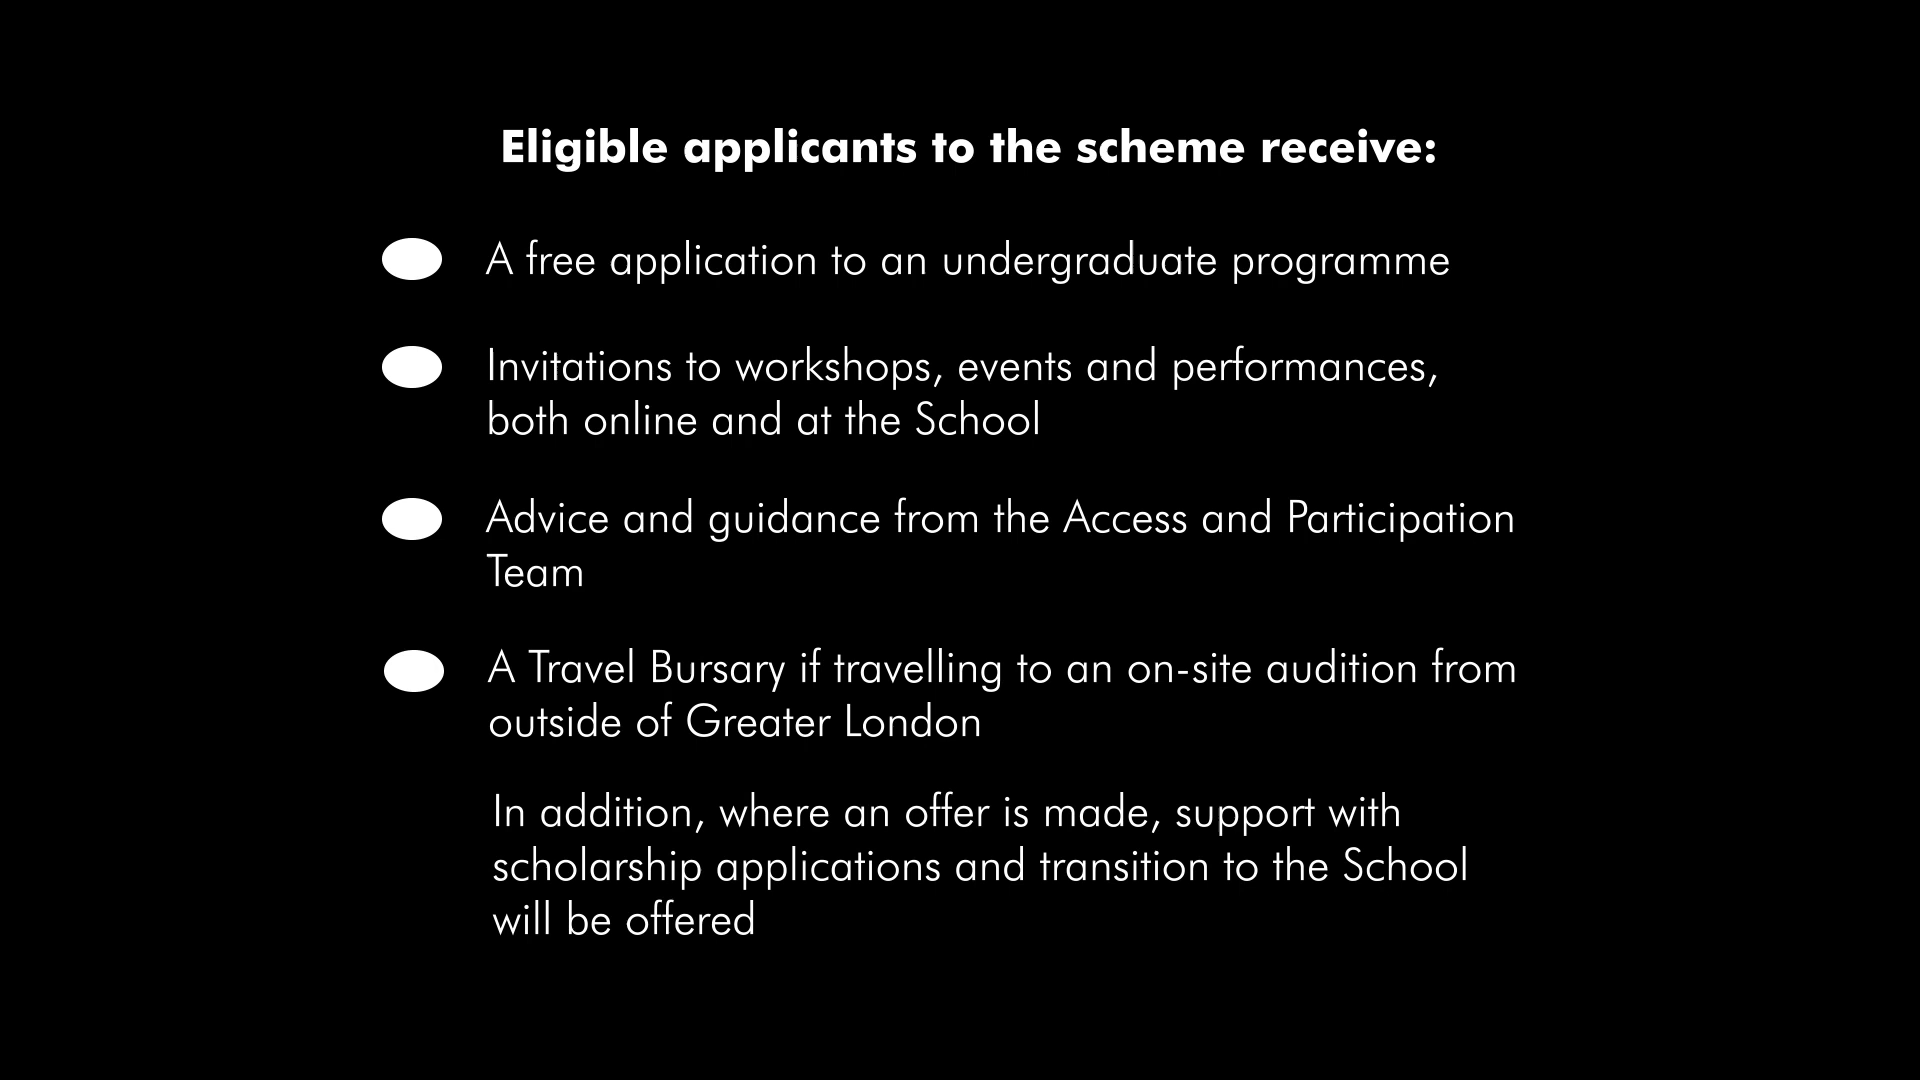 Eligible applicants to the scheme receive:
A free application to an undergraduate programme
Invitations to workshops, events and performances,
both online and at the School
Advice and guidance from the Access and Participation
Team
A Travel Bursary if travelling to an on-site audition from
outside of Greater London
In addition, where an offer is made, support with
scholarship applications and transition to the School
will be offered